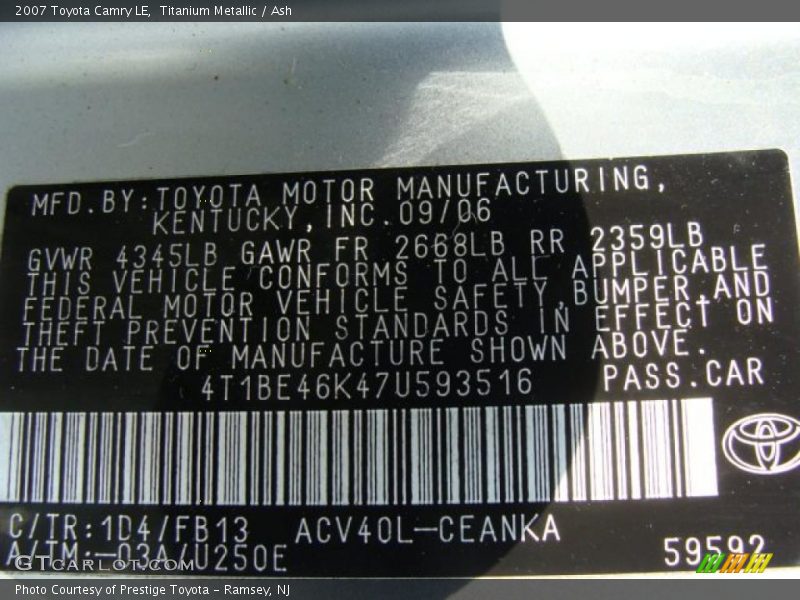 2007 Toyota Camry LE, Titanium Metallic / Ash
MFD. BY: TOYOTA MOTOR MANUFACTURING,
KENTUCKY, INC. 09/06
GVWR 4345LB GAWR FR 2668LB RR 2359LB
THIS VEHICLE CONFORMS TO ALL APPLICABLE
FEDERAL MOTOR VEHICLE SAFETY, BUMPER, AND
THEFT PREVENTION STANDARDS IN EFFECT ON
THE DATE OF MANUFACTURE SHOWN ABOVE.
4T1BE46K47U593516 PASS. CAR
C/TR: 1D4/FB13 ACV40L-CEANKA
A/TM: -03A/U250E 59592
GTcarlot.com
Photo Courtesy of Prestige Toyota - Ramsey, NJ